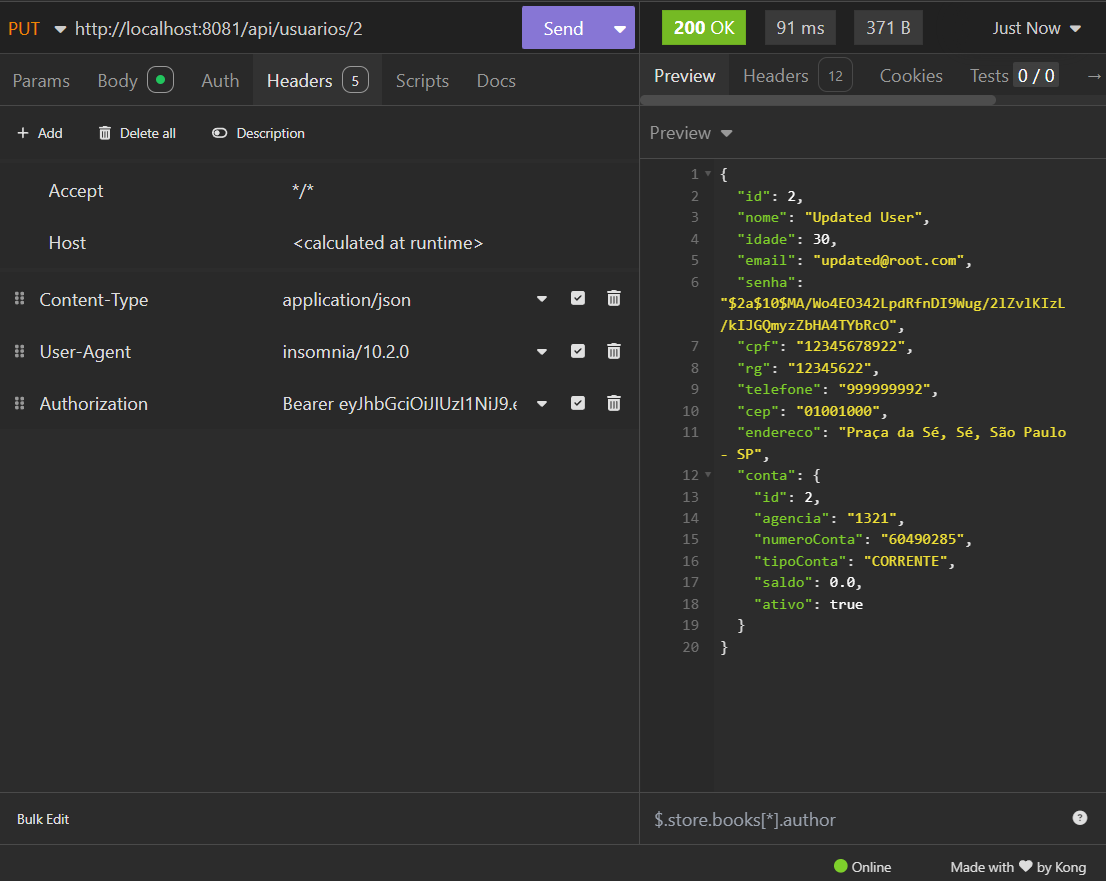 PUT http://localhost:8081/api/usuarios/2 Send
200 OK 91 ms 371 B Just Now
Params Body Auth Headers 5 Scripts Docs
Preview Headers 12 Cookies Tests 0 / 0 →
+ Add Delete all Description
Preview
Accept */*
Host <calculated at runtime>
Content-Type application/json
User-Agent insomnia/10.2.0
Authorization Bearer eyJhbGciOiJIUzI1NiJ9.e
1 {
2 "id": 2,
3 "nome": "Updated User",
4 "idade": 30,
5 "email": "updated@root.com",
6 "senha":
"$2a$10$MA/Wo4EO342LpdRfnDI9Wug/2lZvlKIzL
/kIJGQmyzZbHA4TYbRcO",
7 "cpf": "12345678922",
8 "rg": "12345622",
9 "telefone": "999999992",
10 "cep": "01001000",
11 "endereco": "Praça da Sé, Sé, São Paulo
- SP",
12 "conta": {
13 "id": 2,
14 "agencia": "1321",
15 "numeroConta": "60490285",
16 "tipoConta": "CORRENTE",
17 "saldo": 0.0,
18 "ativo": true
19 }
20 }
Bulk Edit
$.store.books[*].author
?
Online Made with ❤ by Kong